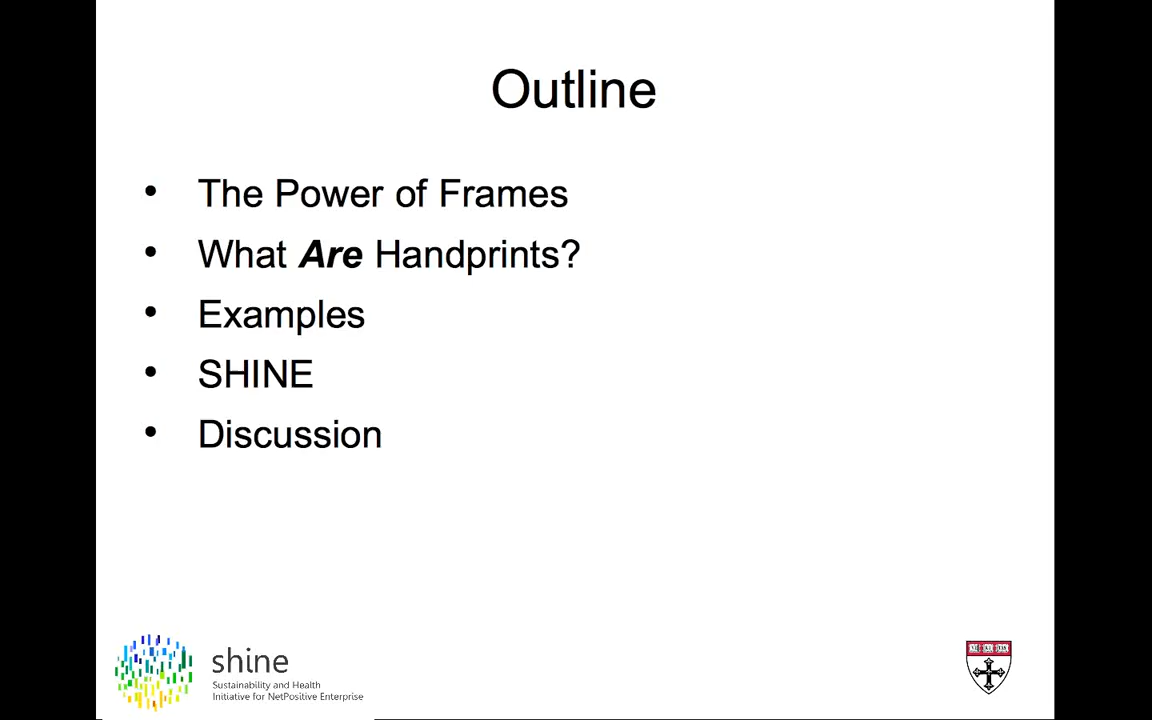 Outline
• The Power of Frames
• What Are Handprints?
• Examples
• SHINE
• Discussion
shine
Sustainability and Health
Initiative for NetPositive Enterprise